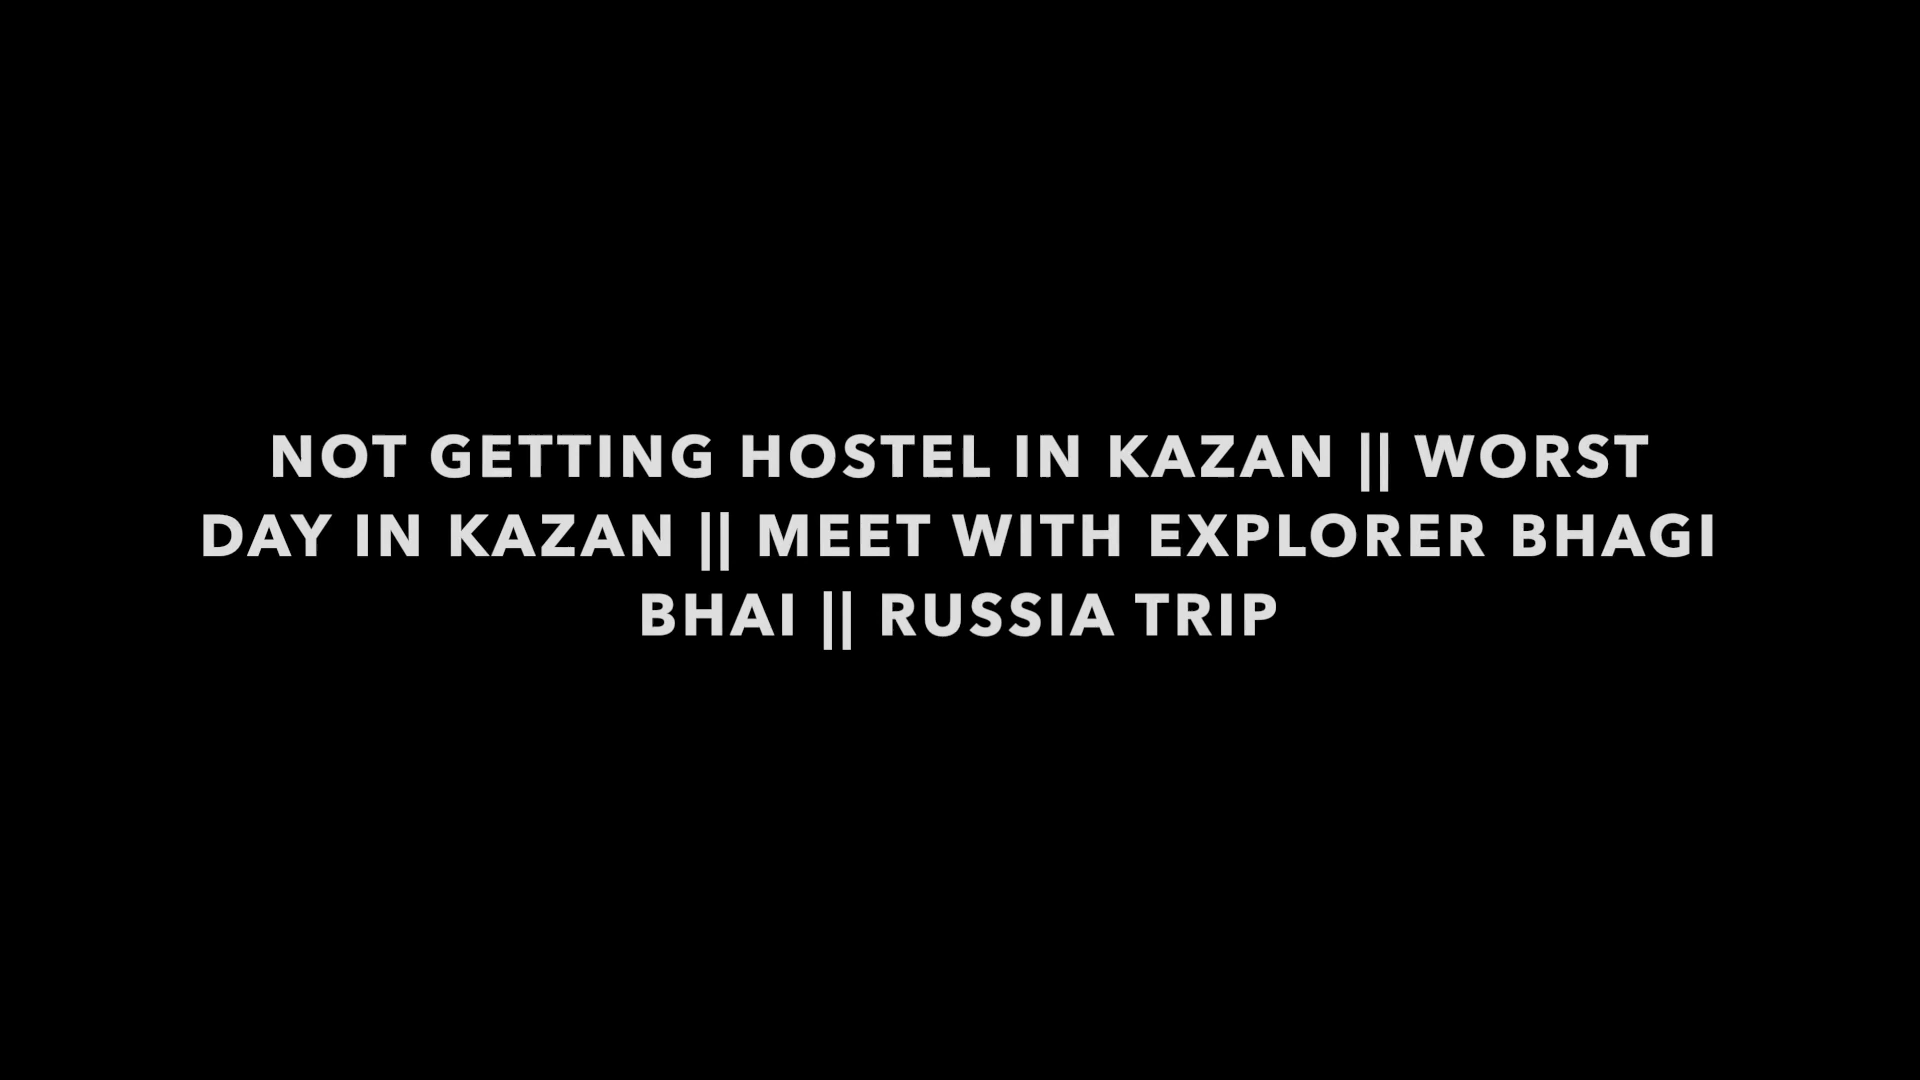 NOT GETTING HOSTEL IN KAZAN || WORST
DAY IN KAZAN || MEET WITH EXPLORER BHAGI
BHAI || RUSSIA TRIP